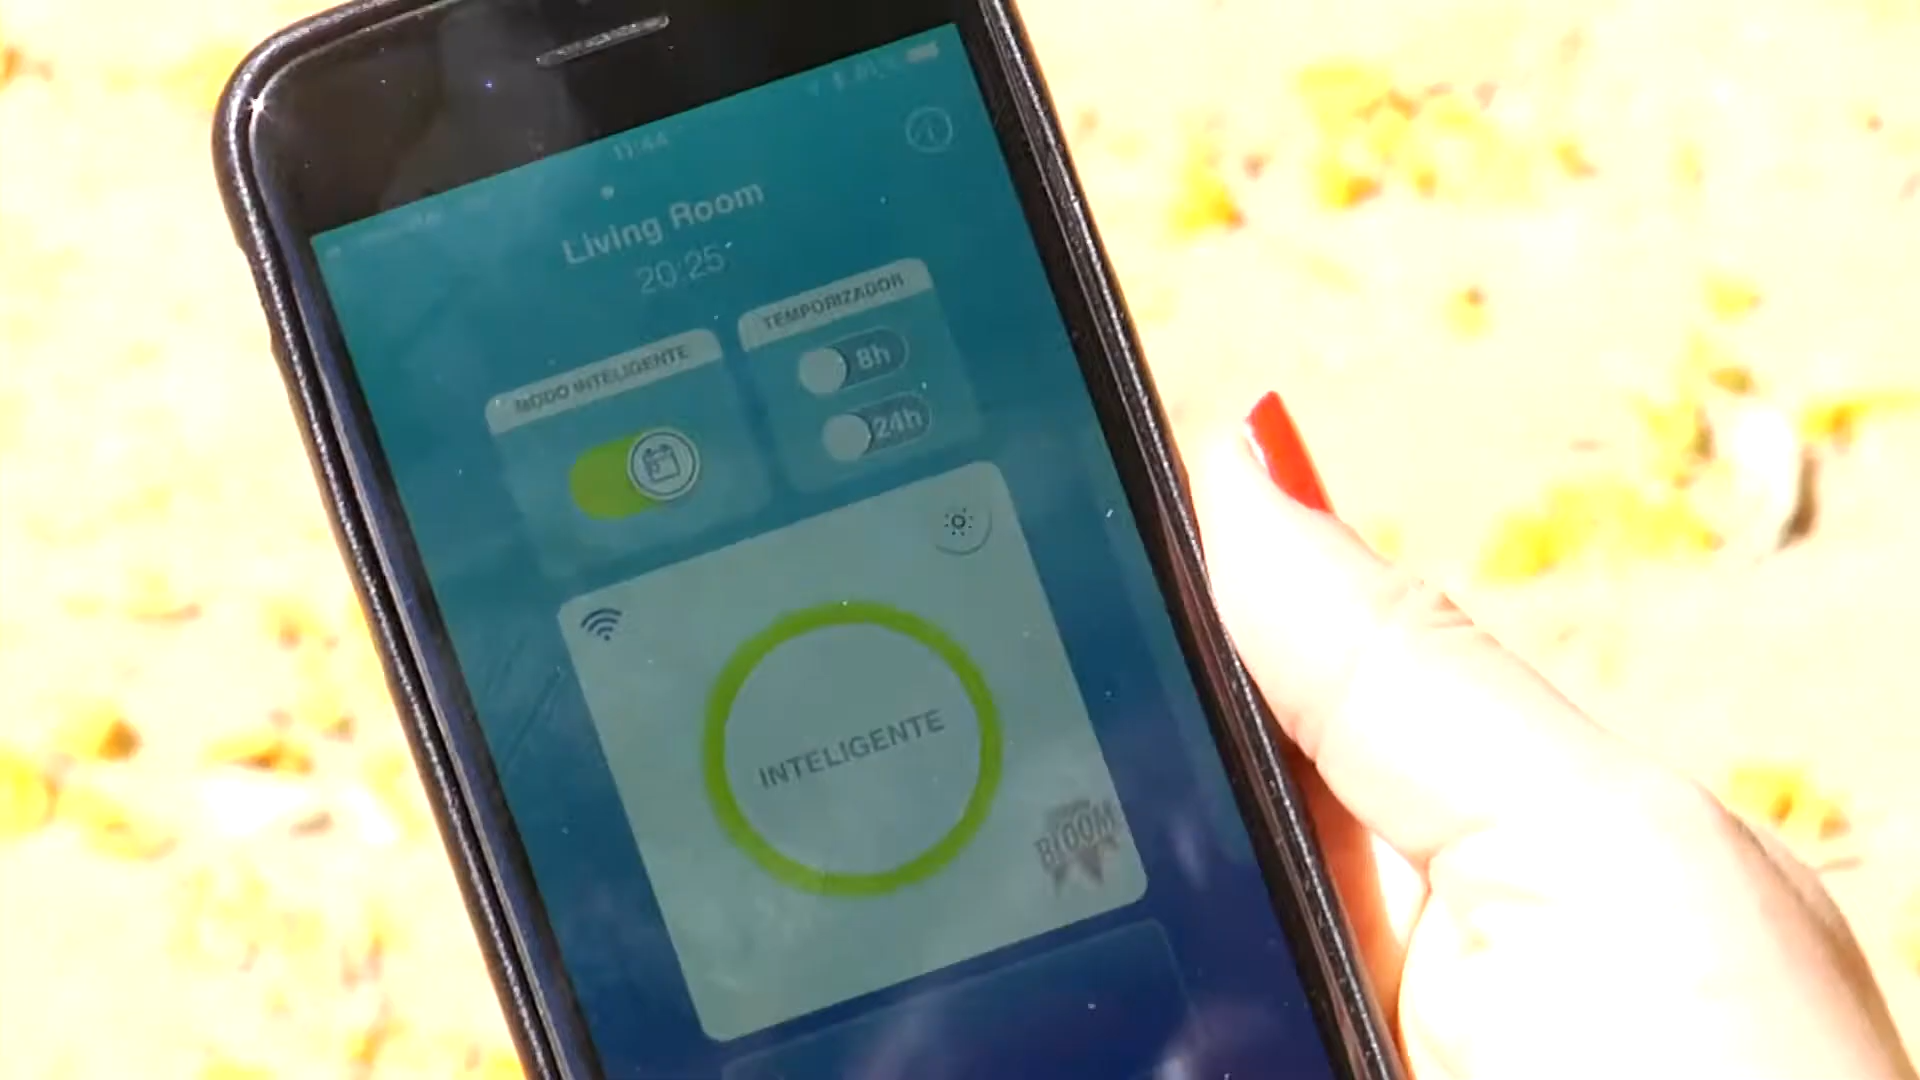 11:44
Living Room
20:25
MODO INTELIGENTE
TEMPORIZADOR
8h
24h
INTELIGENTE
BLOOM